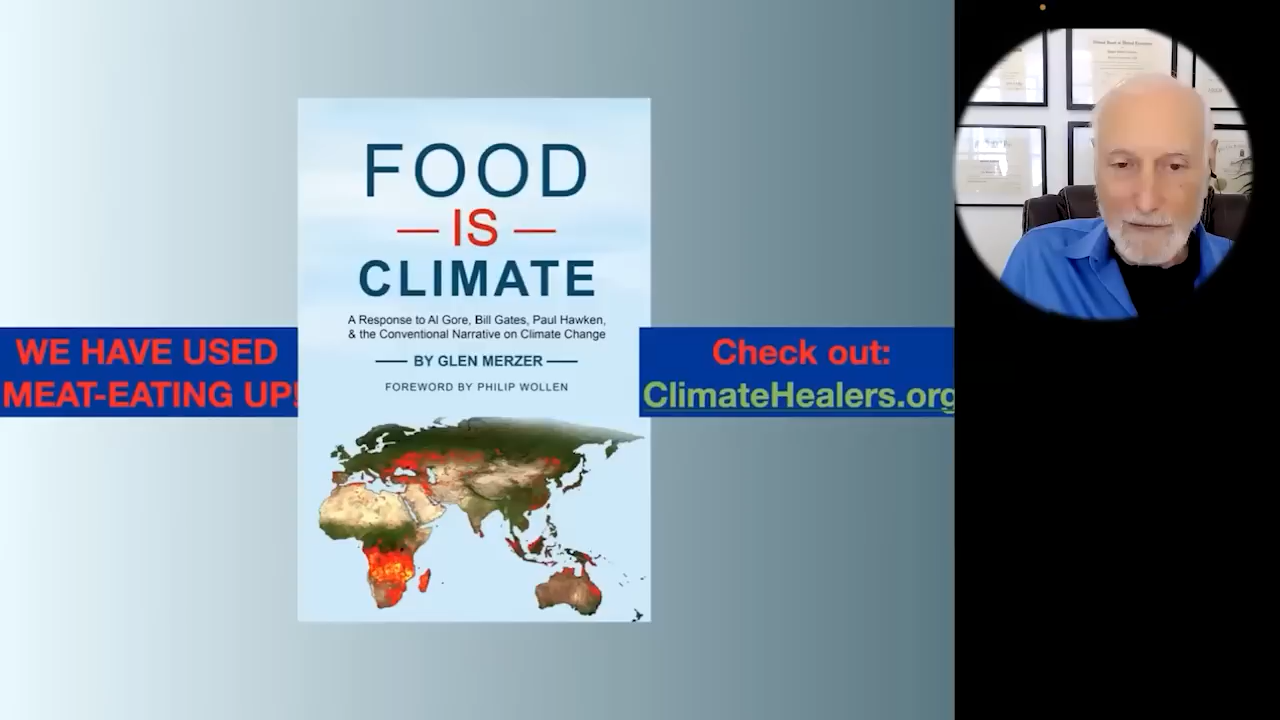 FOOD
— IS —
CLIMATE
A Response to Al Gore, Bill Gates, Paul Hawken,
& the Conventional Narrative on Climate Change
BY GLEN MERZER
FOREWORD BY PHILIP WOLLEN
WE HAVE USED
MEAT-EATING UP!
Check out:
ClimateHealers.org